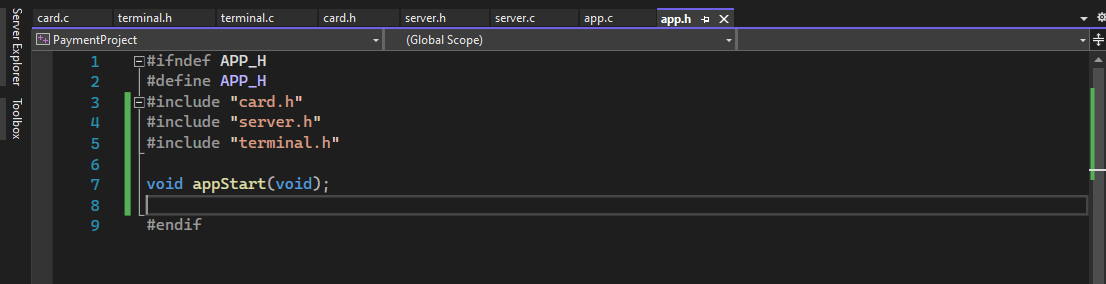 Server Explorer
Toolbox
card.c terminal.h terminal.c card.h server.h server.c app.c app.h
PaymentProject (Global Scope)
1 #ifndef APP_H
2 #define APP_H
3 #include "card.h"
4 #include "server.h"
5 #include "terminal.h"
6
7 void appStart(void);
8
9 #endif